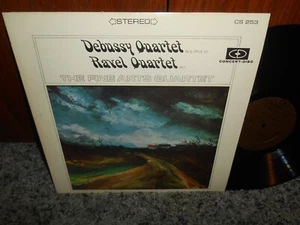 STEREO
CS 253
Debussy Quartet
Ravel Quartet
CONCERT-DISC
THE FINE ARTS QUARTET